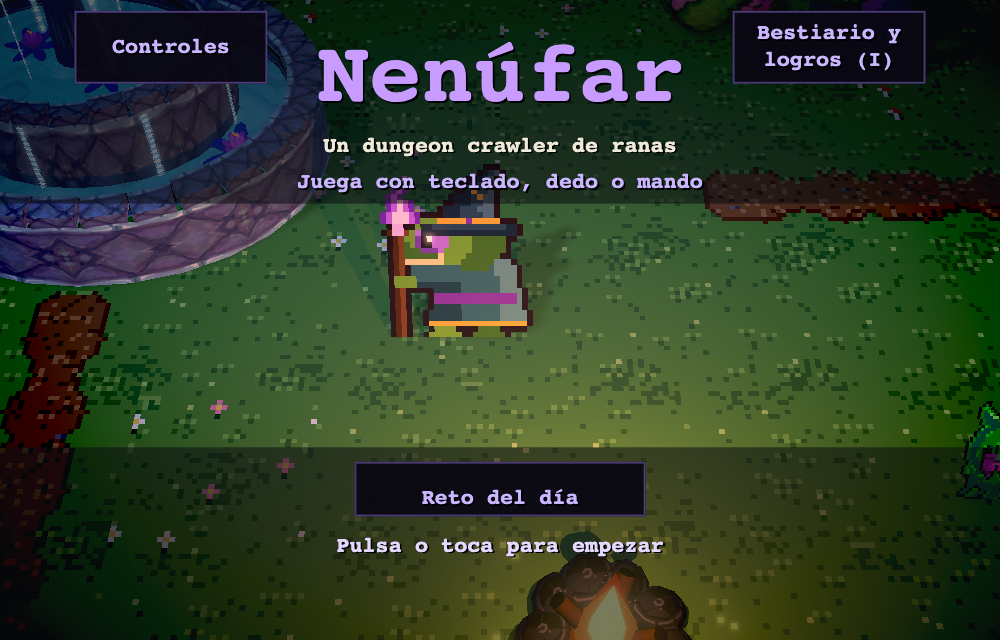 Controles
Nenúfar
Bestiario y
logros (I)
Un dungeon crawler de ranas
Juega con teclado, dedo o mando
Reto del día
Pulsa o toca para empezar